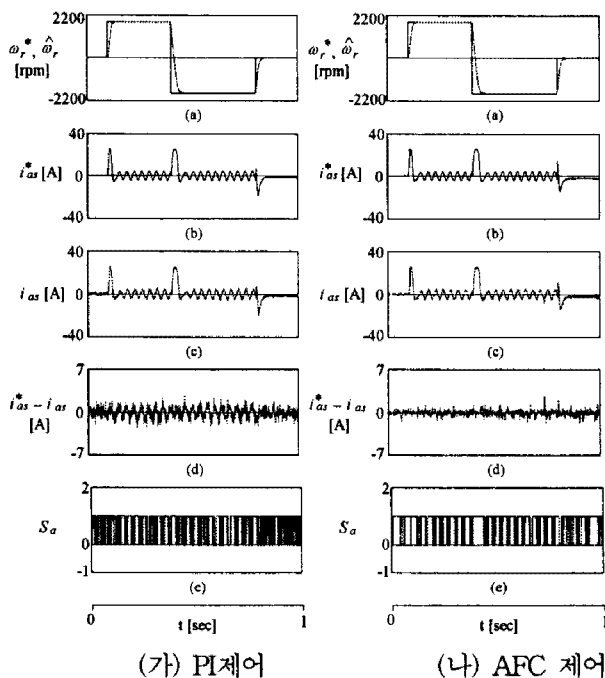 2200
ω_r^*, ω̂_r
[rpm]
-2200
(a)
40
i_as^* [A]
0
-40
(b)
40
i_as [A]
0
-40
(c)
7
i_as^* − i_as
0
[A]
-7
(d)
2
S_a
0
-1
(e)
0
1
t [sec]
(가) PI제어
2200
ω_r^*, ω̂_r
[rpm]
-2200
(a)
40
i_as^* [A]
0
-40
(b)
40
i_as [A]
0
-40
(c)
7
i_as^* − i_as
0
[A]
-7
(d)
2
S_a
0
-1
(e)
0
1
t [sec]
(나) AFC 제어